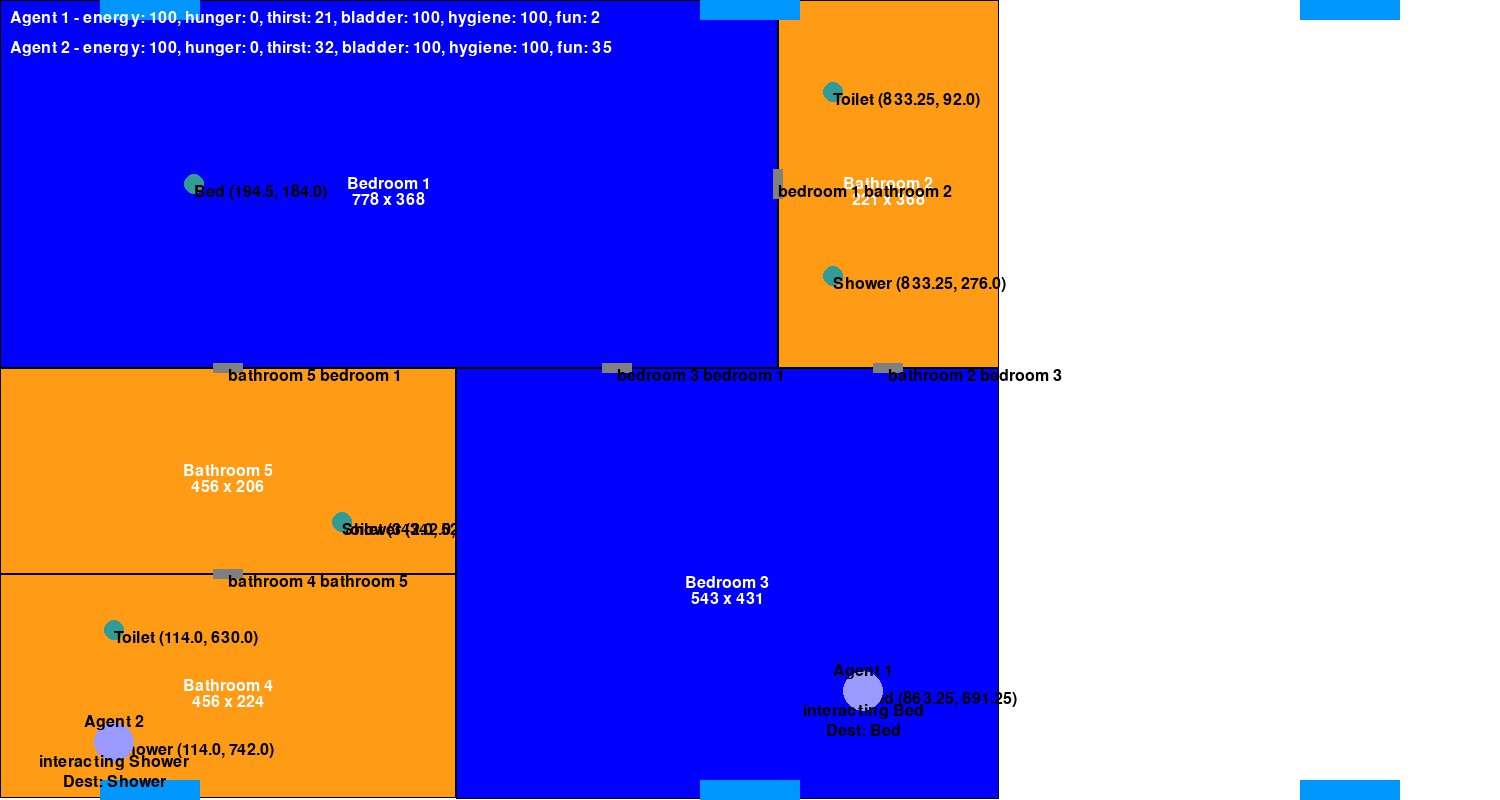 Agent 1 - energy: 100, hunger: 0, thirst: 21, bladder: 100, hygiene: 100, fun: 2
Agent 2 - energy: 100, hunger: 0, thirst: 32, bladder: 100, hygiene: 100, fun: 35
Toilet (833.25, 92.0)
Bedroom 1
778 x 368
Bed (194.5, 184.0)
Bathroom 2
221 x 368
bedroom 1 bathroom 2
Shower (833.25, 276.0)
bathroom 5 bedroom 1
bedroom 3 bedroom 1
bathroom 2 bedroom 3
Bathroom 5
456 x 206
bathroom 4 bathroom 5
Bedroom 3
543 x 431
Toilet (114.0, 630.0)
Bathroom 4
456 x 224
Agent 1
(863.25, 691.25)
interacting Bed
Dest: Bed
Agent 2
(114.0, 742.0)
interacting Shower
Dest: Shower